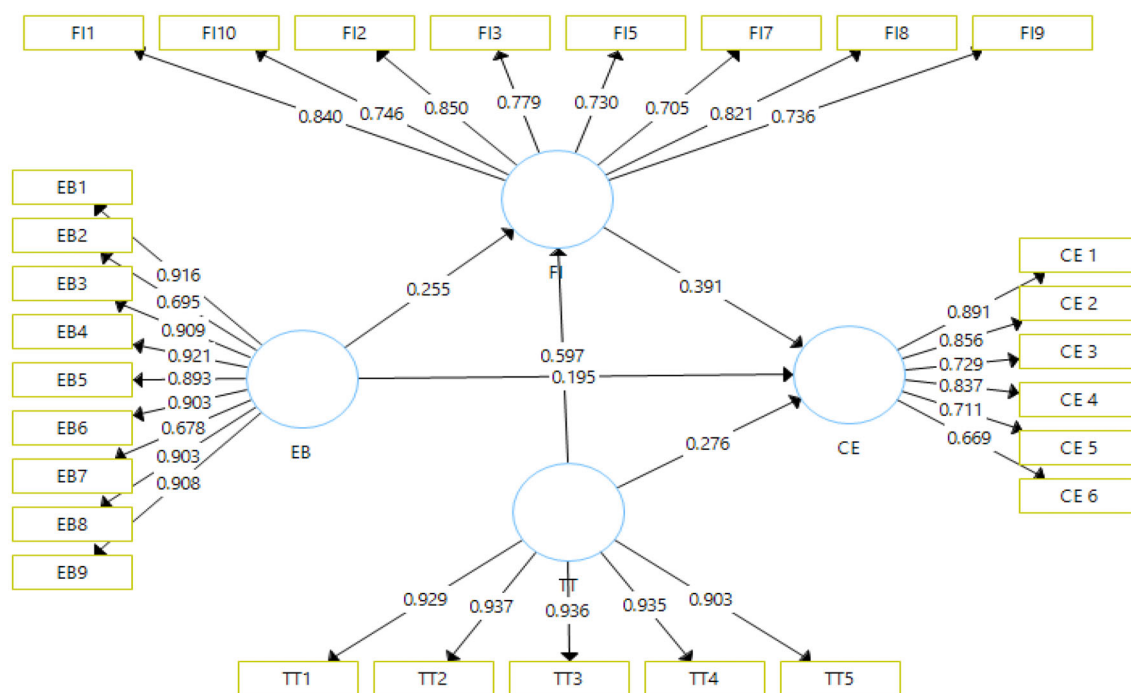 FI1 FI10 FI2 FI3 FI5 FI7 FI8 FI9
0.840 0.746 0.850 0.779 0.730 0.705 0.821 0.736
EB1
EB2
EB3
EB4
EB5
EB6
EB7
EB8
EB9
0.916
0.695
0.909
0.921
0.893
0.903
0.678
0.903
0.908
EB
0.255
FI
0.391
0.597
0.195
0.276
CE
0.891
0.856
0.729
0.837
0.711
0.669
CE 1
CE 2
CE 3
CE 4
CE 5
CE 6
TT
0.929 0.937 0.936 0.935 0.903
TT1 TT2 TT3 TT4 TT5